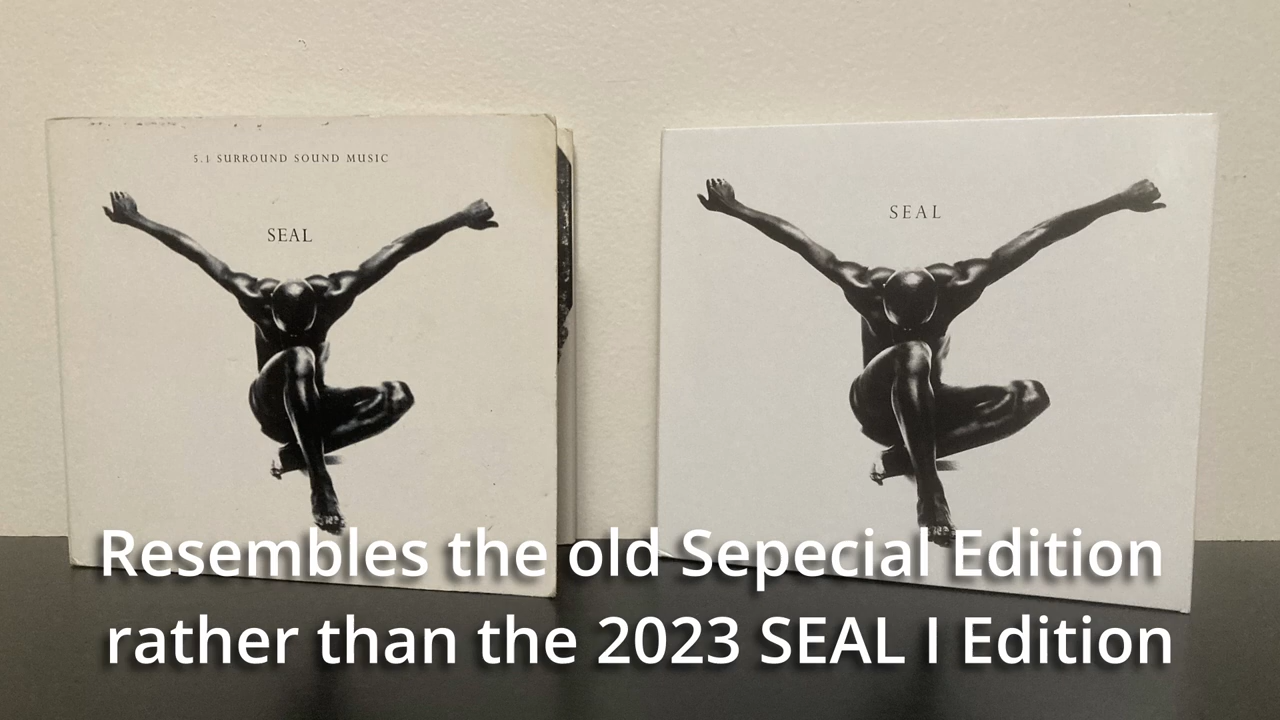 5.1 SURROUND SOUND MUSIC
SEAL
SEAL
Resembles the old Sepecial Edition
rather than the 2023 SEAL I Edition